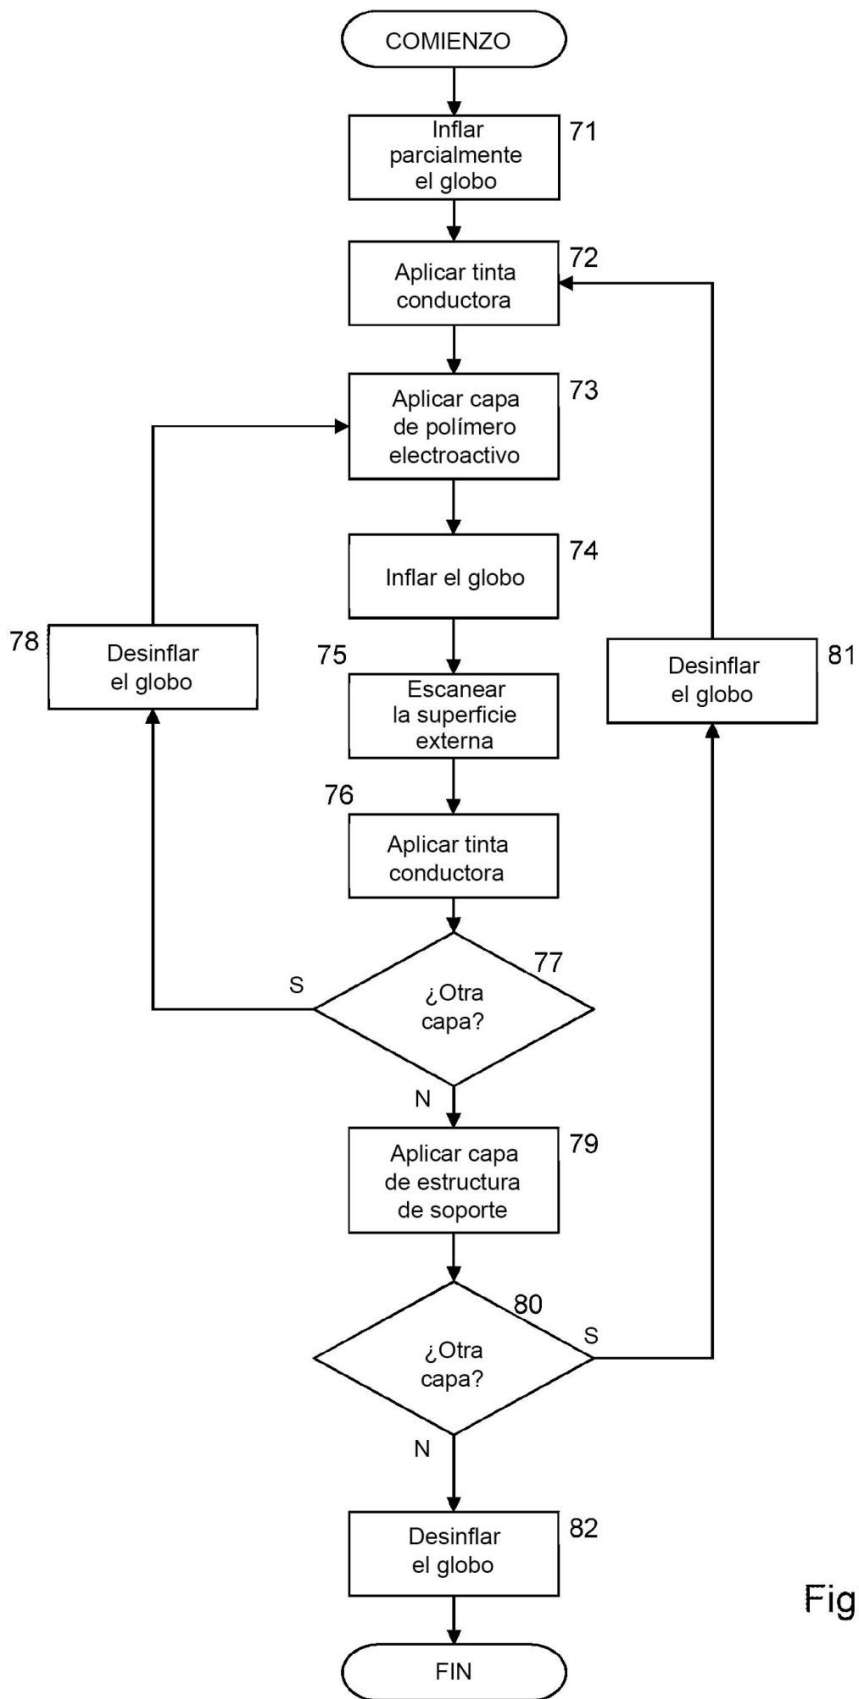 COMIENZO
Inflar
parcialmente
el globo
71
Aplicar tinta
conductora
72
Aplicar capa
de polímero
electroactivo
73
Inflar el globo
74
78
Desinflar
el globo
75
Escanear
la superficie
externa
Desinflar
el globo
81
76
Aplicar tinta
conductora
77
¿Otra
capa?
S
N
Aplicar capa
de estructura
de soporte
79
80
¿Otra
capa?
S
N
Desinflar
el globo
82
Fig
FIN